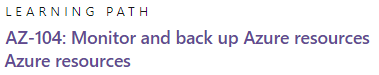 LEARNING PATH
AZ-104: Monitor and back up Azure resources
Azure resources